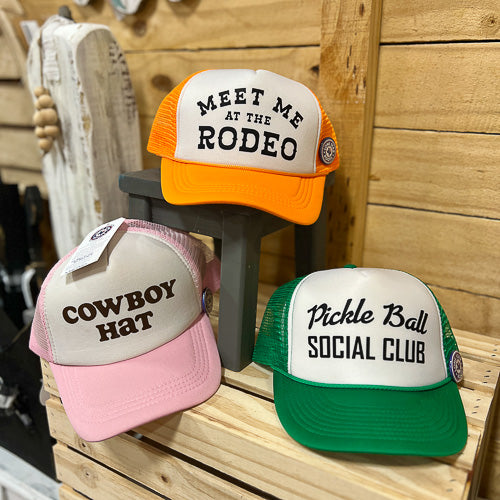 MEET ME
AT THE
RODEO
COWBOY
HAT
Pickle Ball
SOCIAL CLUB